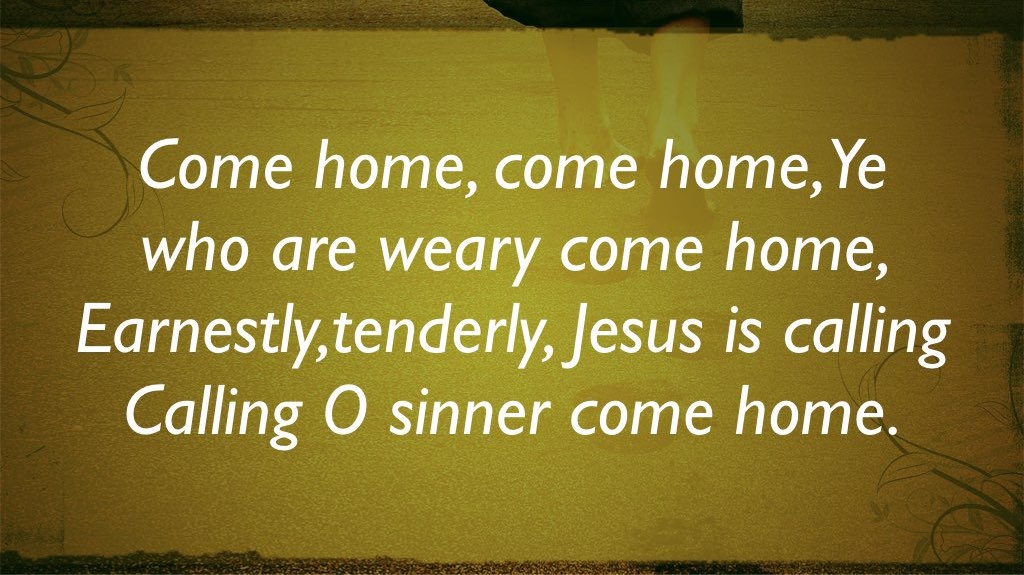 Come home, come home,Ye
who are weary come home,
Earnestly,tenderly, Jesus is calling
Calling O sinner come home.